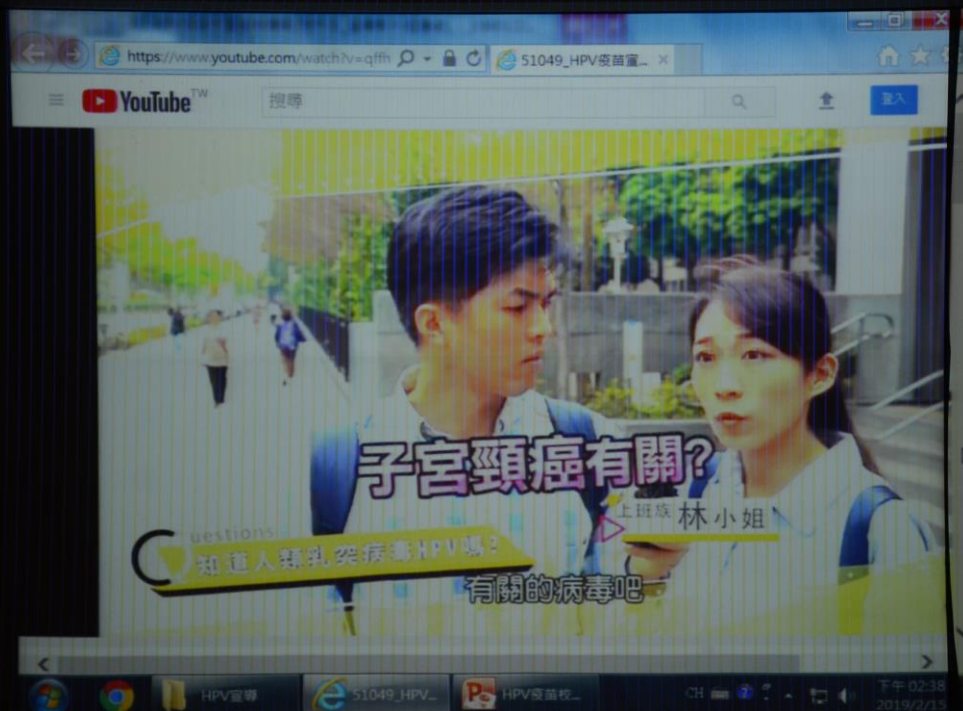 https://www.youtube.com/watch?v=qffh
51049_HPV疫苗宣...
YouTube TW
搜尋
登入
子宮頸癌有關?
上班族 林小姐
Questions
知道人類乳突病毒HPV嗎?
有關的病毒吧
HPV宣導
51049_HPV...
HPV疫苗校...
CH
下午 02:38
2019/2/15